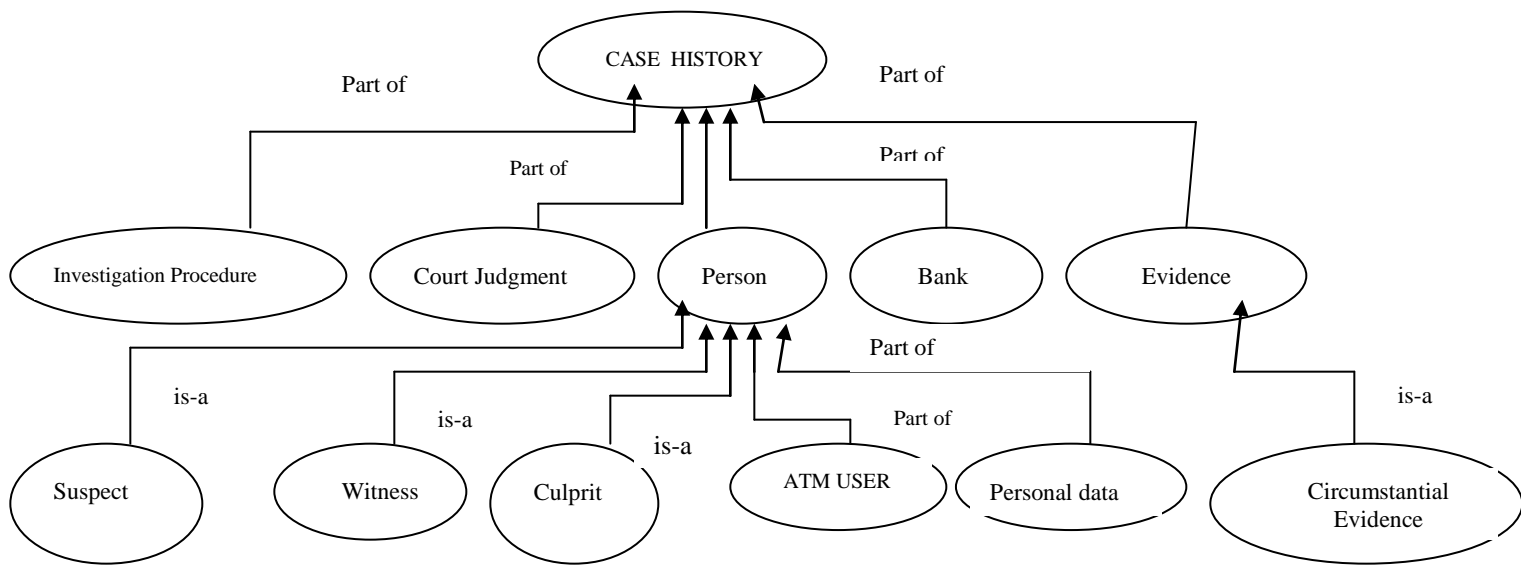 CASE HISTORY
Part of
Part of
Part of
Part of
Investigation Procedure
Court Judgment
Person
Bank
Evidence
Part of
is-a
is-a
is-a
Part of
is-a
Suspect
Witness
Culprit
ATM USER
Personal data
Circumstantial
Evidence